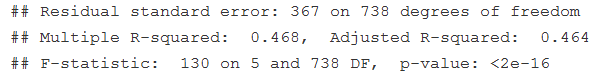 ## Residual standard error: 367 on 738 degrees of freedom
## Multiple R-squared:  0.468,  Adjusted R-squared:  0.464
## F-statistic:  130 on 5 and 738 DF,  p-value: <2e-16